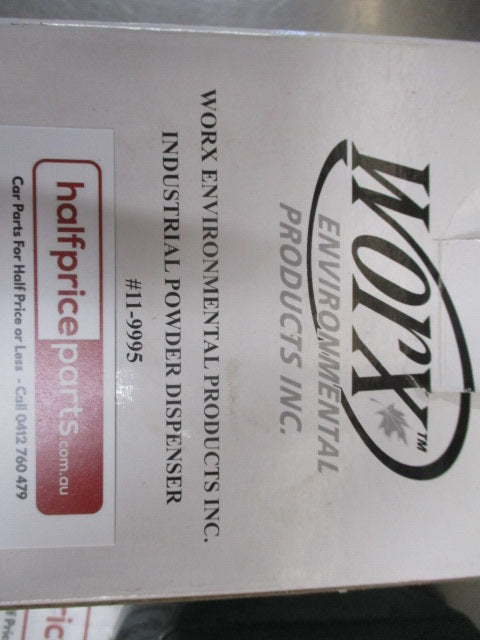 WOrX™
ENVIRONMENTAL
PRODUCTS INC.
WORX ENVIRONMENTAL PRODUCTS INC.
INDUSTRIAL POWDER DISPENSER
#11-9995
halfpriceparts.com.au
Car Parts For Half Price or Less - Call 0412 760 479